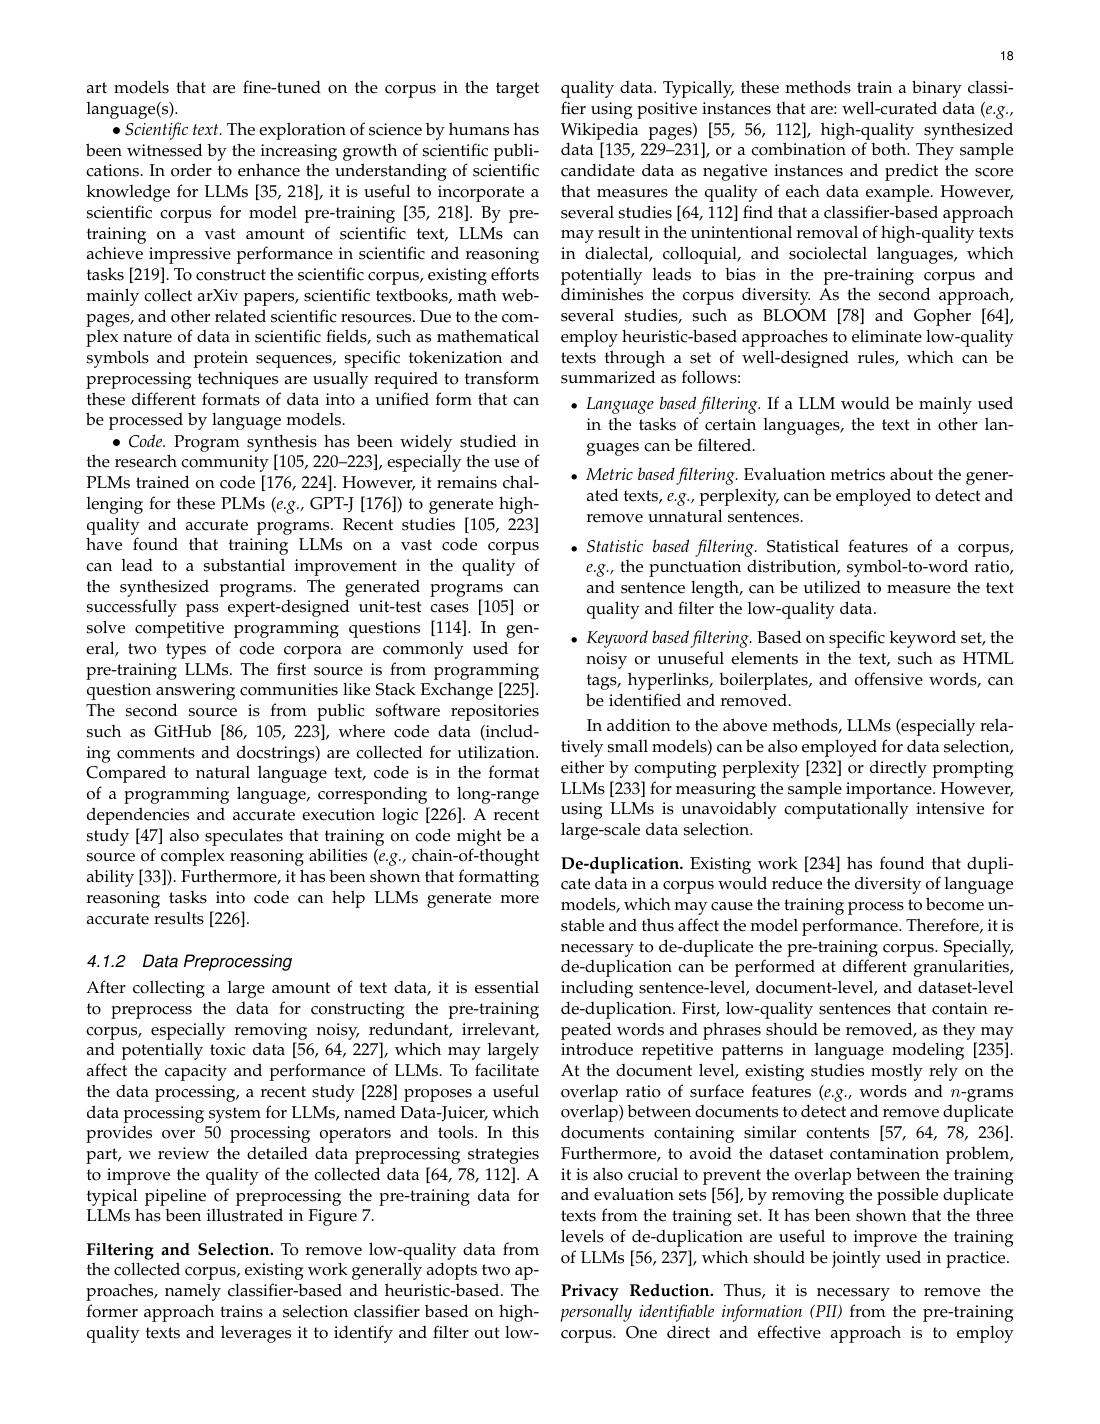 18
art models that are fine-tuned on the corpus in the target
language(s).
• Scientific text. The exploration of science by humans has
been witnessed by the increasing growth of scientific publi-
cations. In order to enhance the understanding of scientific
knowledge for LLMs [35, 218], it is useful to incorporate a
scientific corpus for model pre-training [35, 218]. By pre-
training on a vast amount of scientific text, LLMs can
achieve impressive performance in scientific and reasoning
tasks [219]. To construct the scientific corpus, existing efforts
mainly collect arXiv papers, scientific textbooks, math web-
pages, and other related scientific resources. Due to the com-
plex nature of data in scientific fields, such as mathematical
symbols and protein sequences, specific tokenization and
preprocessing techniques are usually required to transform
these different formats of data into a unified form that can
be processed by language models.
• Code. Program synthesis has been widely studied in
the research community [105, 220–223], especially the use of
PLMs trained on code [176, 224]. However, it remains chal-
lenging for these PLMs (e.g., GPT-J [176]) to generate high-
quality and accurate programs. Recent studies [105, 223]
have found that training LLMs on a vast code corpus
can lead to a substantial improvement in the quality of
the synthesized programs. The generated programs can
successfully pass expert-designed unit-test cases [105] or
solve competitive programming questions [114]. In gen-
eral, two types of code corpora are commonly used for
pre-training LLMs. The first source is from programming
question answering communities like Stack Exchange [225].
The second source is from public software repositories
such as GitHub [86, 105, 223], where code data (includ-
ing comments and docstrings) are collected for utilization.
Compared to natural language text, code is in the format
of a programming language, corresponding to long-range
dependencies and accurate execution logic [226]. A recent
study [47] also speculates that training on code might be a
source of complex reasoning abilities (e.g., chain-of-thought
ability [33]). Furthermore, it has been shown that formatting
reasoning tasks into code can help LLMs generate more
accurate results [226].
4.1.2 Data Preprocessing
After collecting a large amount of text data, it is essential
to preprocess the data for constructing the pre-training
corpus, especially removing noisy, redundant, irrelevant,
and potentially toxic data [56, 64, 227], which may largely
affect the capacity and performance of LLMs. To facilitate
the data processing, a recent study [228] proposes a useful
data processing system for LLMs, named Data-Juicer, which
provides over 50 processing operators and tools. In this
part, we review the detailed data preprocessing strategies
to improve the quality of the collected data [64, 78, 112]. A
typical pipeline of preprocessing the pre-training data for
LLMs has been illustrated in Figure 7.
Filtering and Selection. To remove low-quality data from
the collected corpus, existing work generally adopts two ap-
proaches, namely classifier-based and heuristic-based. The
former approach trains a selection classifier based on high-
quality texts and leverages it to identify and filter out low-
quality data. Typically, these methods train a binary classi-
fier using positive instances that are: well-curated data (e.g.,
Wikipedia pages) [55, 56, 112], high-quality synthesized
data [135, 229–231], or a combination of both. They sample
candidate data as negative instances and predict the score
that measures the quality of each data example. However,
several studies [64, 112] find that a classifier-based approach
may result in the unintentional removal of high-quality texts
in dialectal, colloquial, and sociolectal languages, which
potentially leads to bias in the pre-training corpus and
diminishes the corpus diversity. As the second approach,
several studies, such as BLOOM [78] and Gopher [64],
employ heuristic-based approaches to eliminate low-quality
texts through a set of well-designed rules, which can be
summarized as follows:
• Language based filtering. If a LLM would be mainly used
in the tasks of certain languages, the text in other lan-
guages can be filtered.
• Metric based filtering. Evaluation metrics about the gener-
ated texts, e.g., perplexity, can be employed to detect and
remove unnatural sentences.
• Statistic based filtering. Statistical features of a corpus,
e.g., the punctuation distribution, symbol-to-word ratio,
and sentence length, can be utilized to measure the text
quality and filter the low-quality data.
• Keyword based filtering. Based on specific keyword set, the
noisy or unuseful elements in the text, such as HTML
tags, hyperlinks, boilerplates, and offensive words, can
be identified and removed.
In addition to the above methods, LLMs (especially rela-
tively small models) can be also employed for data selection,
either by computing perplexity [232] or directly prompting
LLMs [233] for measuring the sample importance. However,
using LLMs is unavoidably computationally intensive for
large-scale data selection.
De-duplication. Existing work [234] has found that dupli-
cate data in a corpus would reduce the diversity of language
models, which may cause the training process to become un-
stable and thus affect the model performance. Therefore, it is
necessary to de-duplicate the pre-training corpus. Specially,
de-duplication can be performed at different granularities,
including sentence-level, document-level, and dataset-level
de-duplication. First, low-quality sentences that contain re-
peated words and phrases should be removed, as they may
introduce repetitive patterns in language modeling [235].
At the document level, existing studies mostly rely on the
overlap ratio of surface features (e.g., words and n-grams
overlap) between documents to detect and remove duplicate
documents containing similar contents [57, 64, 78, 236].
Furthermore, to avoid the dataset contamination problem,
it is also crucial to prevent the overlap between the training
and evaluation sets [56], by removing the possible duplicate
texts from the training set. It has been shown that the three
levels of de-duplication are useful to improve the training
of LLMs [56, 237], which should be jointly used in practice.
Privacy Reduction. Thus, it is necessary to remove the
personally identifiable information (PII) from the pre-training
corpus. One direct and effective approach is to employ